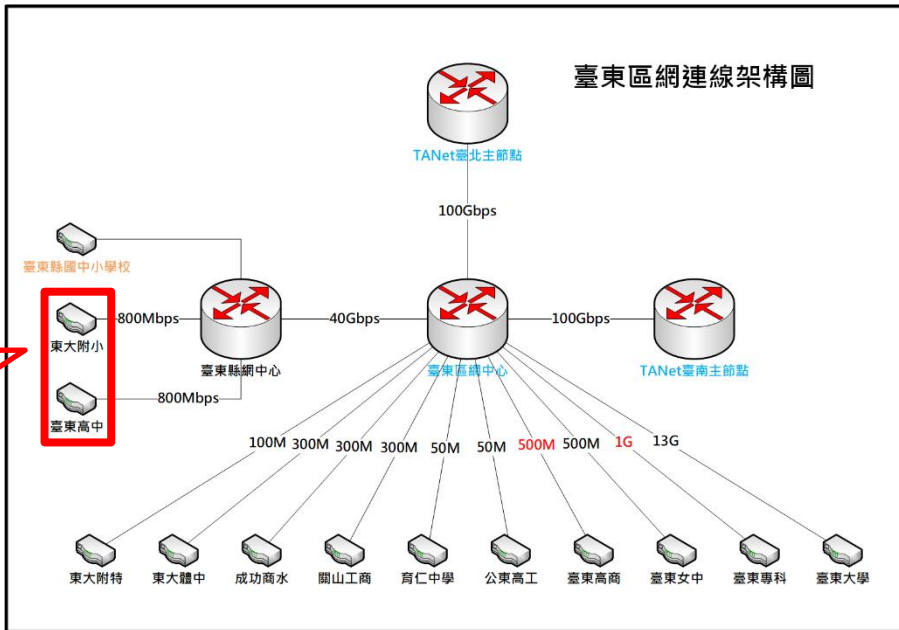 臺東區網連線架構圖
TANet臺北主節點
100Gbps
臺東縣國中小學校
800Mbps
40Gbps
100Gbps
東大附小
臺東縣網中心
臺東區網中心
TANet臺南主節點
800Mbps
臺東高中
100M 300M 300M 300M 50M 50M 500M 500M 1G 13G
東大附特 東大體中 成功商水 關山工商 育仁中學 公東高工 臺東高商 臺東女中 臺東專科 臺東大學